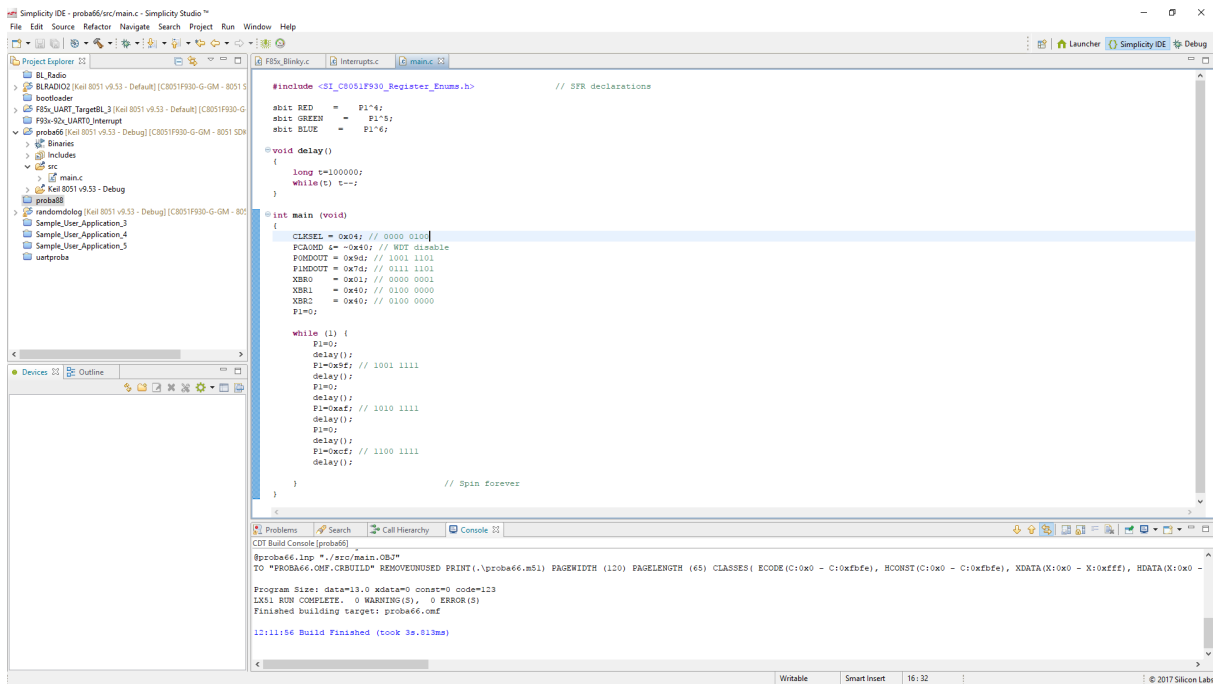 Simplicity IDE - proba66/src/main.c - Simplicity Studio ™
File Edit Source Refactor Navigate Search Project Run Window Help
Launcher Simplicity IDE Debug
Project Explorer
BL_Radio
BLRADIO2 [Keil 8051 v9.53 - Default] [C8051F930-G-GM - 8051 S
bootloader
F85x_UART_TargetBL_3 [Keil 8051 v9.53 - Default] [C8051F930-G
F93x-92x_UART0_Interrupt
proba66 [Keil 8051 v9.53 - Debug] [C8051F930-G-GM - 8051 SDK
Binaries
Includes
src
main.c
Keil 8051 v9.53 - Debug
proba88
randomdolog [Keil 8051 v9.53 - Debug] [C8051F930-G-GM - 805
Sample_User_Application_3
Sample_User_Application_4
Sample_User_Application_5
uartproba
Devices Outline
F85x_Blinky.c Interrupts.c main.c
#include <SI_C8051F930_Register_Enums.h> // SFR declarations
sbit RED = P1^4;
sbit GREEN = P1^5;
sbit BLUE = P1^6;
void delay()
{
long t=100000;
while(t) t--;
}
int main (void)
{
CLKSEL = 0x04; // 0000 0100
PCA0MD &= ~0x40; // WDT disable
P0MDOUT = 0x9d; // 1001 1101
P1MDOUT = 0x7d; // 0111 1101
XBR0 = 0x01; // 0000 0001
XBR1 = 0x40; // 0100 0000
XBR2 = 0x40; // 0100 0000
P1=0;
while (1) {
P1=0;
delay();
P1=0x9f; // 1001 1111
delay();
P1=0;
delay();
P1=0xaf; // 1010 1111
delay();
P1=0;
delay();
P1=0xcf; // 1100 1111
delay();
} // Spin forever
}
Problems Search Call Hierarchy Console
CDT Build Console [proba66]
@proba66.lnp "./src/main.OBJ"
TO "PROBA66.OMF.CRBUILD" REMOVEUNUSED PRINT(.\proba66.m51) PAGEWIDTH (120) PAGELENGTH (65) CLASSES( ECODE(C:0x0 - C:0xfbfe), HCONST(C:0x0 - C:0xfbfe), XDATA(X:0x0 - X:0xfff), HDATA(X:0x0 -
Program Size: data=13.0 xdata=0 const=0 code=123
LX51 RUN COMPLETE. 0 WARNING(S), 0 ERROR(S)
Finished building target: proba66.omf
12:11:56 Build Finished (took 3s.813ms)
Writable Smart Insert 16 : 32 © 2017 Silicon Labs